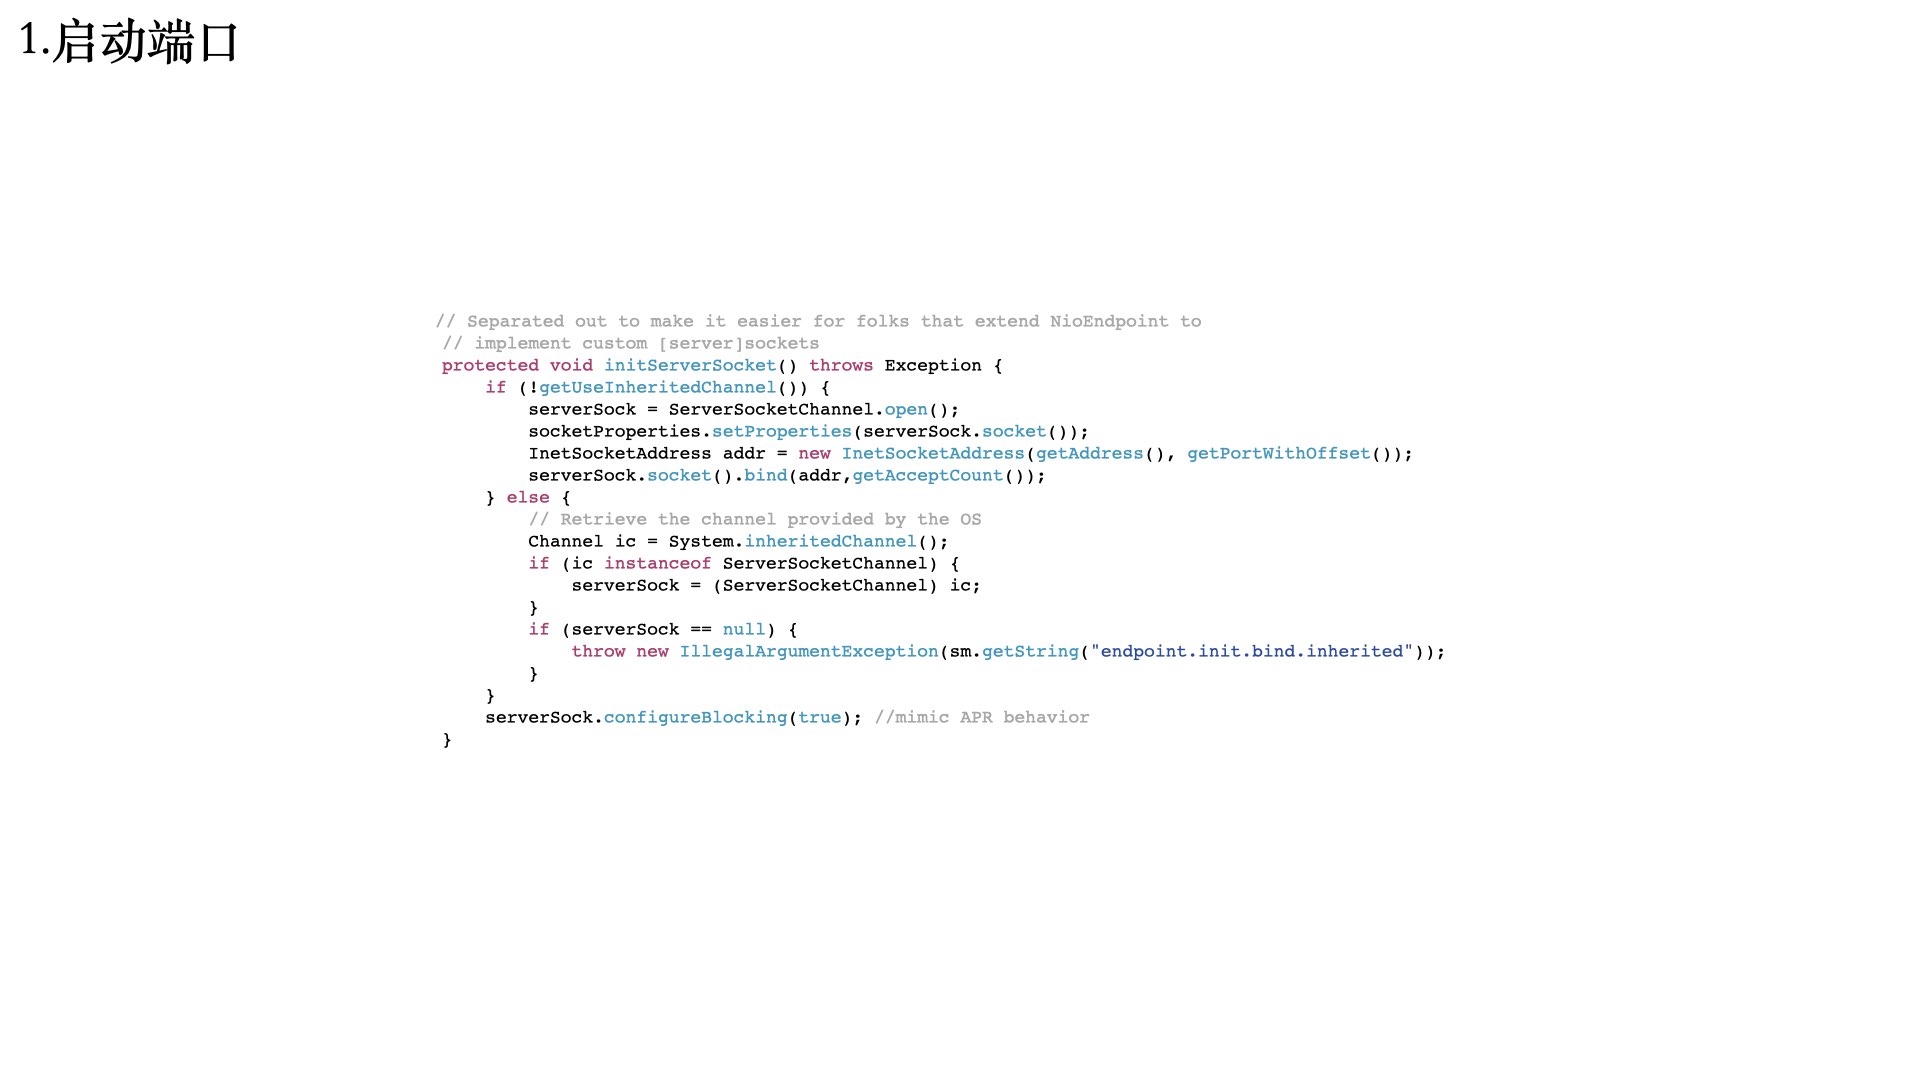 1.启动端口
// Separated out to make it easier for folks that extend NioEndpoint to
// implement custom [server]sockets
protected void initServerSocket() throws Exception {
    if (!getUseInheritedChannel()) {
        serverSock = ServerSocketChannel.open();
        socketProperties.setProperties(serverSock.socket());
        InetSocketAddress addr = new InetSocketAddress(getAddress(), getPortWithOffset());
        serverSock.socket().bind(addr,getAcceptCount());
    } else {
        // Retrieve the channel provided by the OS
        Channel ic = System.inheritedChannel();
        if (ic instanceof ServerSocketChannel) {
            serverSock = (ServerSocketChannel) ic;
        }
        if (serverSock == null) {
            throw new IllegalArgumentException(sm.getString("endpoint.init.bind.inherited"));
        }
    }
    serverSock.configureBlocking(true); //mimic APR behavior
}